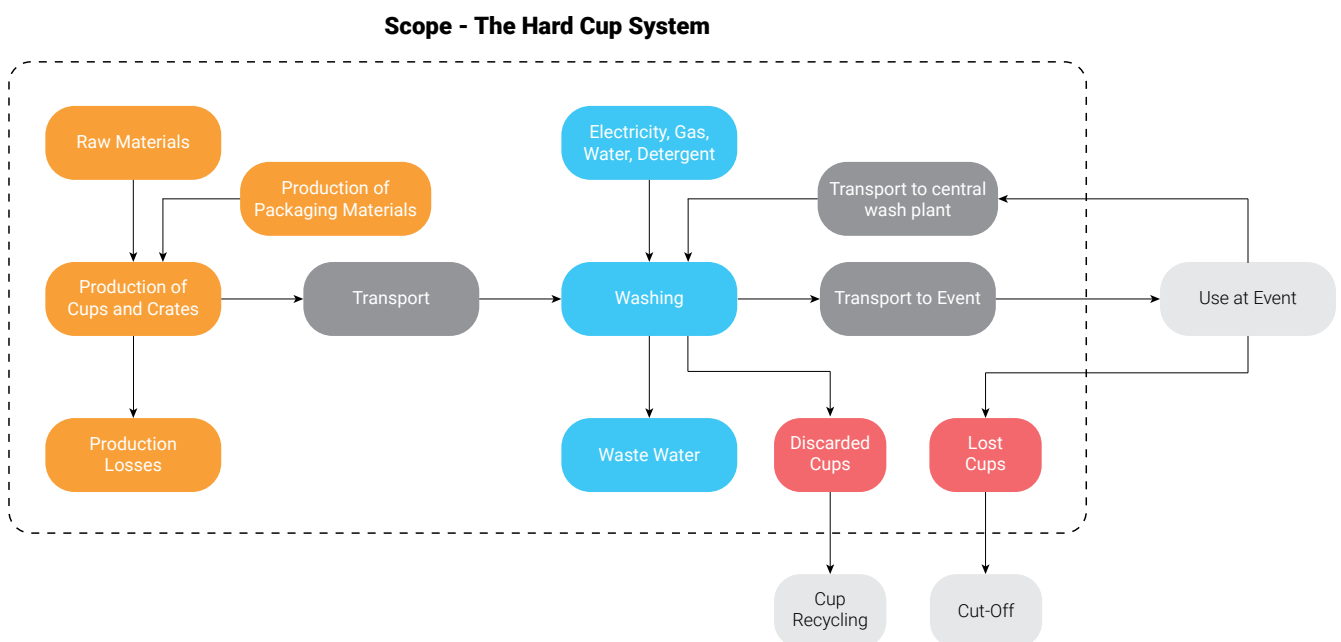 Scope - The Hard Cup System
Raw Materials
Electricity, Gas,
Water, Detergent
Production of
Packaging Materials
Transport to central
wash plant
Production of
Cups and Crates
Transport
Washing
Transport to Event
Use at Event
Production
Losses
Waste Water
Discarded
Cups
Lost
Cups
Cup
Recycling
Cut-Off